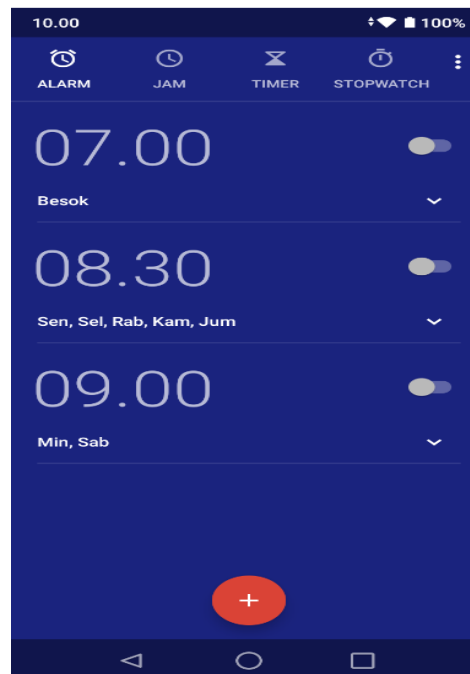 10.00 100%
ALARM JAM TIMER STOPWATCH
07.00
Besok
08.30
Sen, Sel, Rab, Kam, Jum
09.00
Min, Sab
+